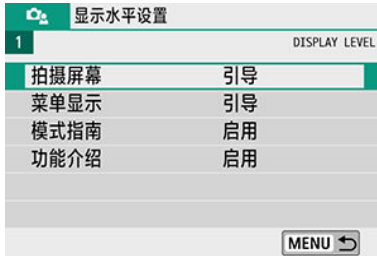 显示水平设置
1 DISPLAY LEVEL
拍摄屏幕 引导
菜单显示 引导
模式指南 启用
功能介绍 启用
MENU